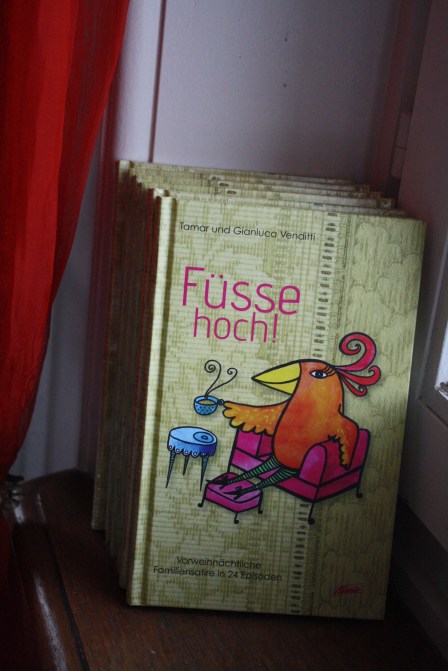 Tamar und Gianluca Venditti
Füsse
hoch!
Vorweihnachtliche
Familiensatire in 24 Episoden